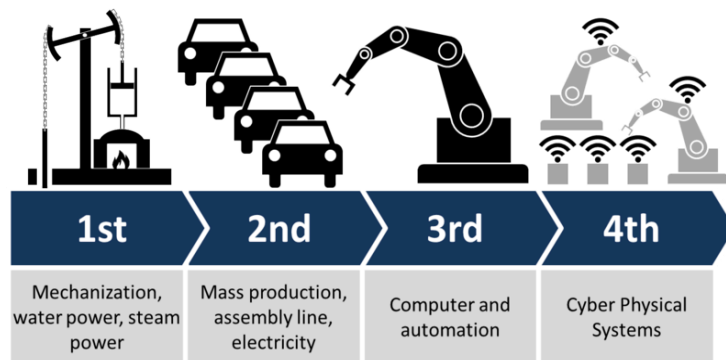 1st
2nd
3rd
4th
Mechanization,
water power, steam
power
Mass production,
assembly line,
electricity
Computer and
automation
Cyber Physical
Systems